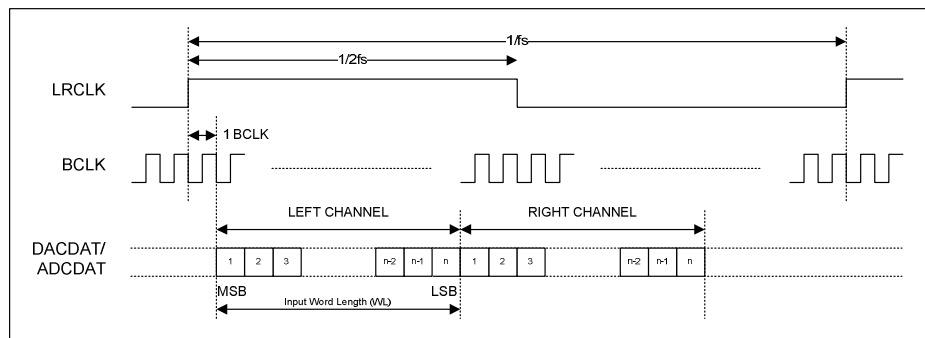 1/fs
1/2fs
LRCLK
1 BCLK
BCLK
LEFT CHANNEL RIGHT CHANNEL
DACDAT/
ADCDAT
1 2 3 n-2 n-1 n 1 2 3 n-2 n-1 n
MSB LSB
Input Word Length (WL)